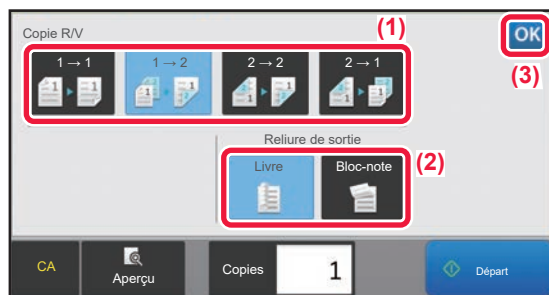 Copie R/V
(1)
OK
(3)
1 → 1
1 → 2
2 → 2
2 → 1
Reliure de sortie
(2)
Livre
Bloc-note
CA
Aperçu
Copies
1
Départ